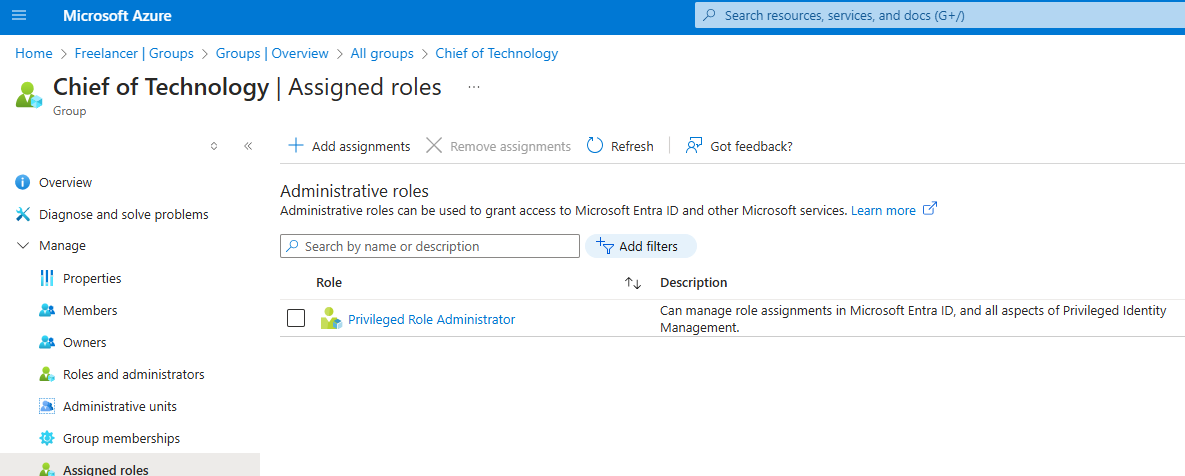 Microsoft Azure
Search resources, services, and docs (G+/)
Home > Freelancer | Groups > Groups | Overview > All groups > Chief of Technology
Chief of Technology | Assigned roles ...
Group
Add assignments
Remove assignments
Refresh
Got feedback?
Overview
Diagnose and solve problems
Manage
Properties
Members
Owners
Roles and administrators
Administrative units
Group memberships
Assigned roles
Administrative roles
Administrative roles can be used to grant access to Microsoft Entra ID and other Microsoft services. Learn more
Search by name or description
Add filters
Role
Description
Privileged Role Administrator
Can manage role assignments in Microsoft Entra ID, and all aspects of Privileged Identity
Management.